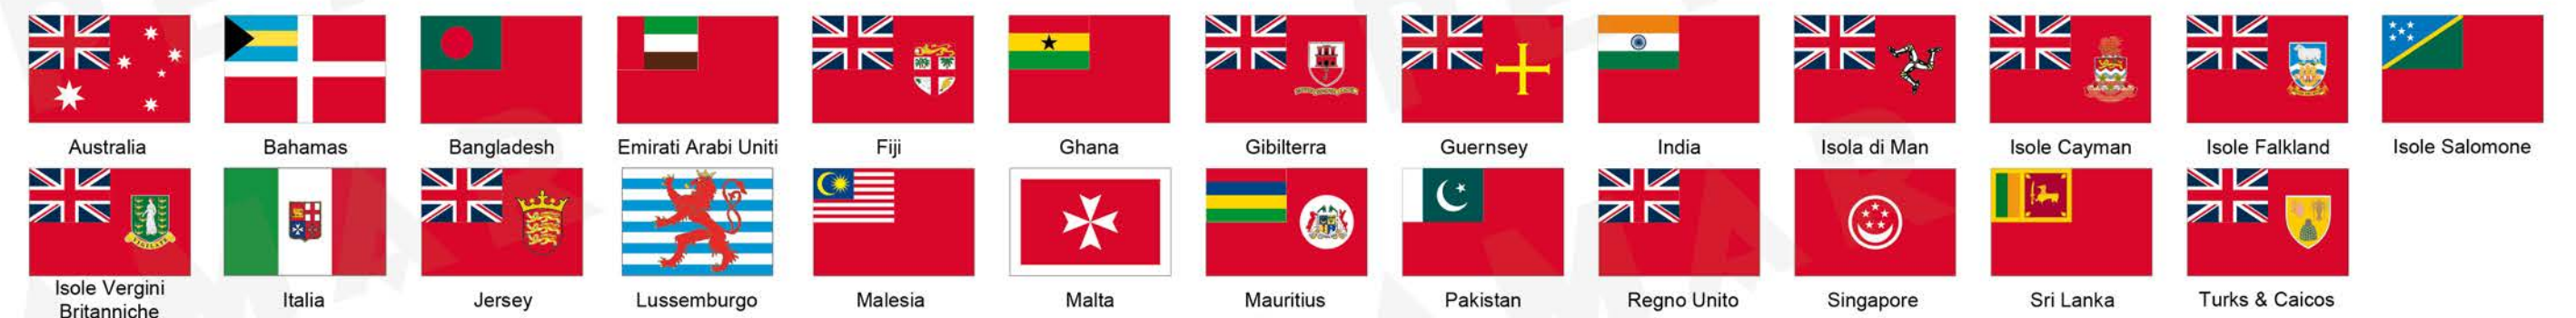 Australia
Bahamas
Bangladesh
Emirati Arabi Uniti
Fiji
Ghana
Gibilterra
Guernsey
India
Isola di Man
Isole Cayman
Isole Falkland
Isole Salomone
Isole Vergini
Britanniche
Italia
Jersey
Lussemburgo
Malesia
Malta
Mauritius
Pakistan
Regno Unito
Singapore
Sri Lanka
Turks & Caicos